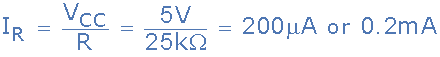 I_R = V_CC / R = 5V / 25kΩ = 200μA or 0.2mA